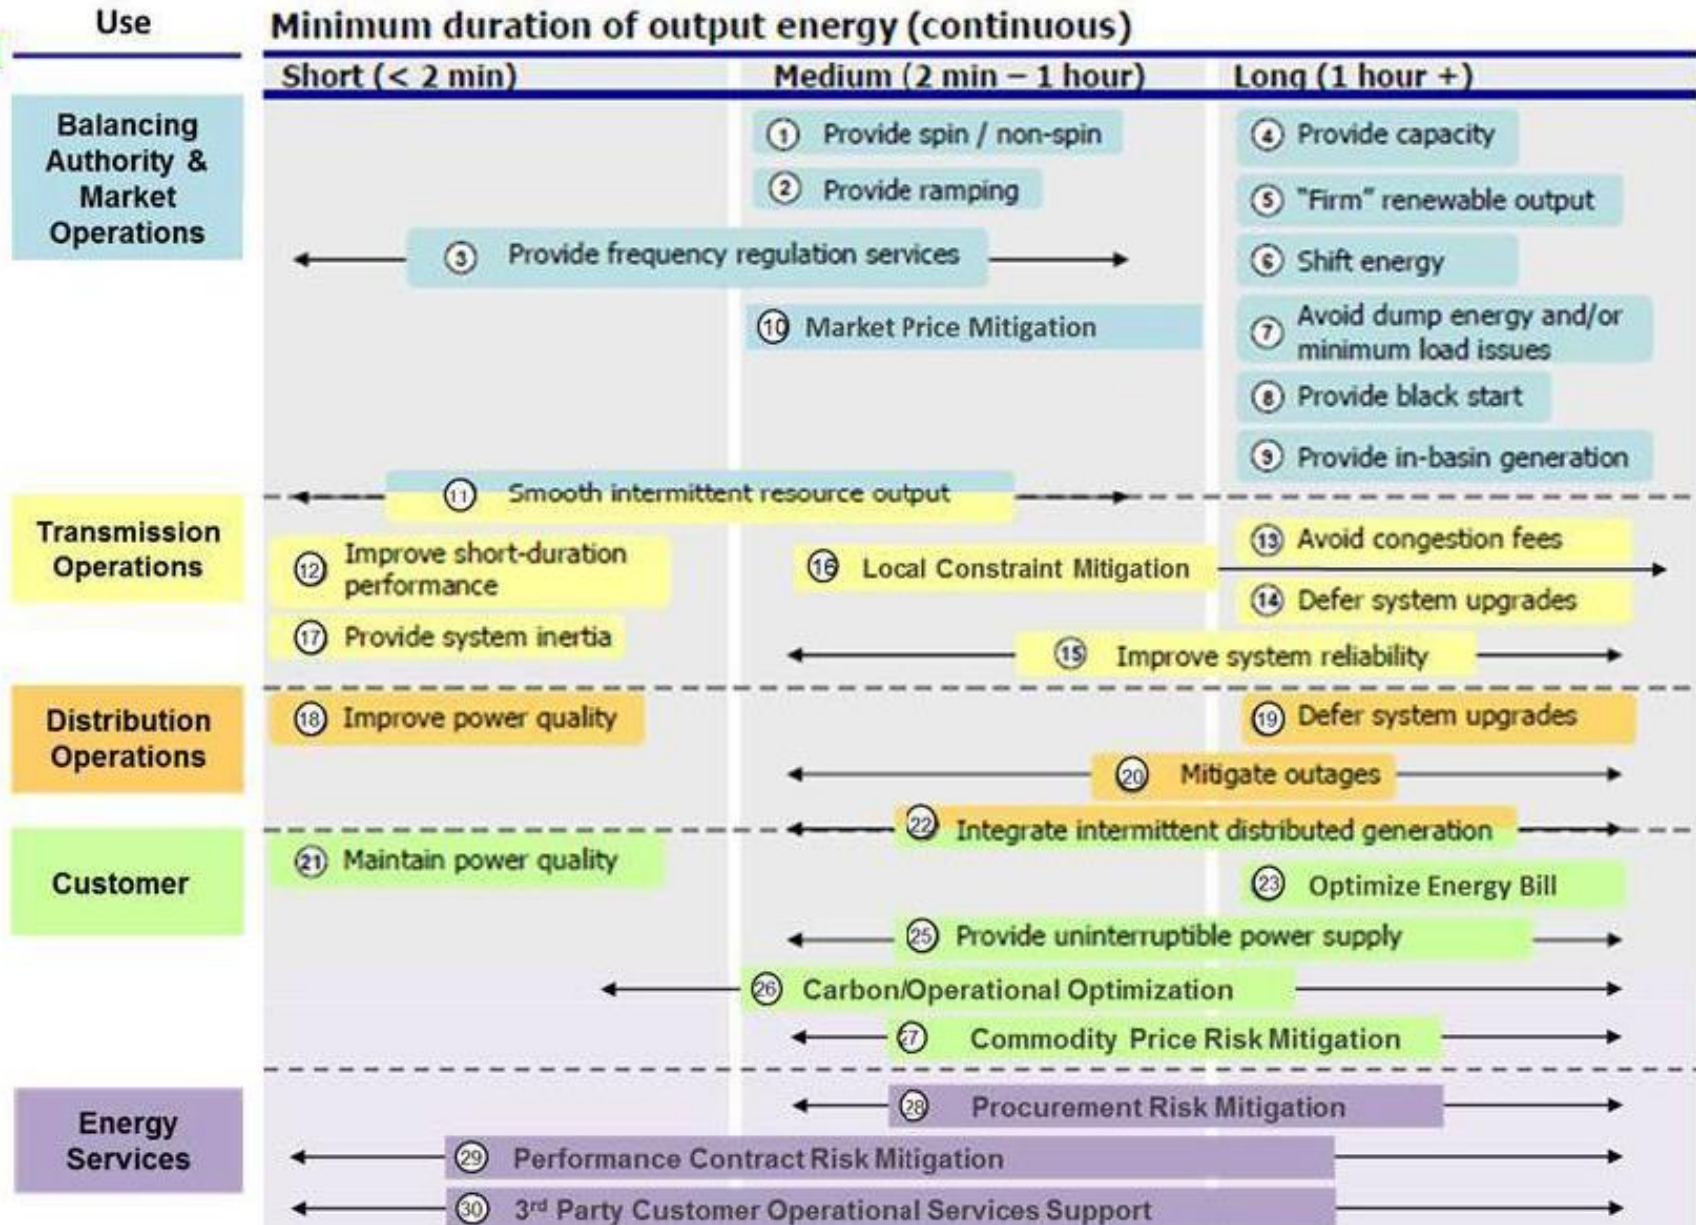 Use
Minimum duration of output energy (continuous)
Short (< 2 min)
Medium (2 min – 1 hour)
Long (1 hour +)
Balancing
Authority &
Market
Operations
1 Provide spin / non-spin
2 Provide ramping
3 Provide frequency regulation services
10 Market Price Mitigation
4 Provide capacity
5 "Firm" renewable output
6 Shift energy
7 Avoid dump energy and/or
minimum load issues
8 Provide black start
9 Provide in-basin generation
11 Smooth intermittent resource output
Transmission
Operations
12 Improve short-duration
performance
17 Provide system inertia
16 Local Constraint Mitigation
13 Avoid congestion fees
14 Defer system upgrades
15 Improve system reliability
Distribution
Operations
18 Improve power quality
19 Defer system upgrades
20 Mitigate outages
22 Integrate intermittent distributed generation
Customer
21 Maintain power quality
23 Optimize Energy Bill
25 Provide uninterruptible power supply
26 Carbon/Operational Optimization
27 Commodity Price Risk Mitigation
Energy
Services
28 Procurement Risk Mitigation
29 Performance Contract Risk Mitigation
30 3rd Party Customer Operational Services Support